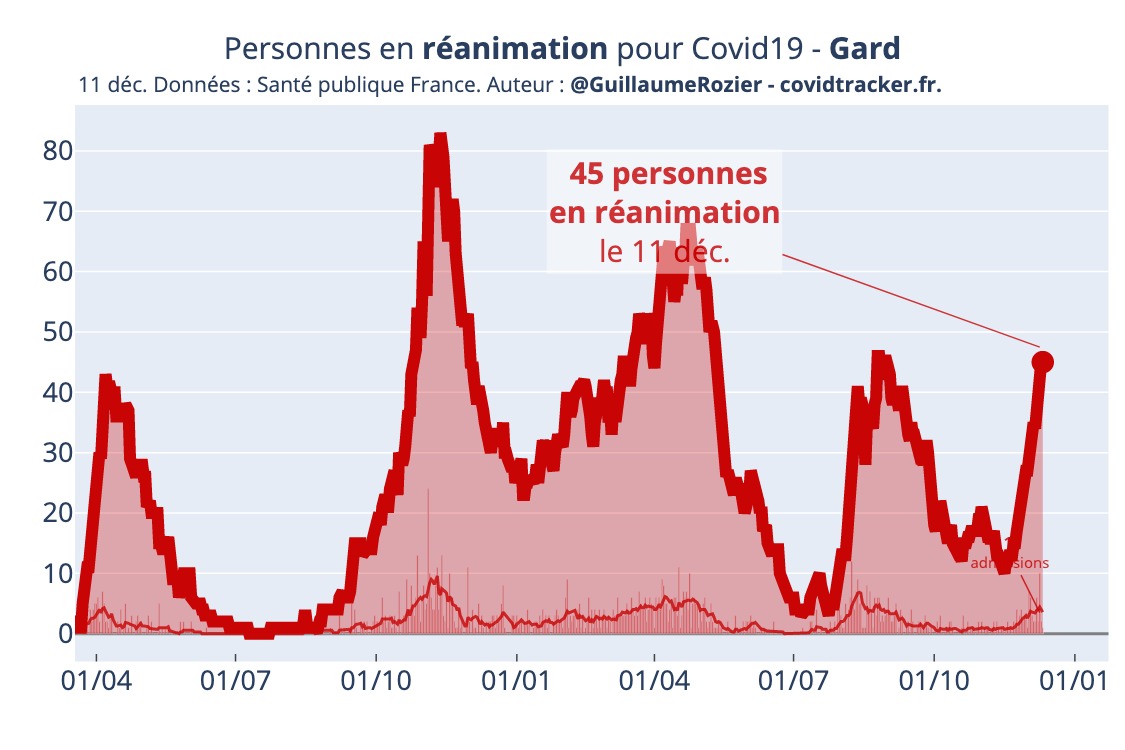 Personnes en réanimation pour Covid19 - Gard
11 déc. Données : Santé publique France. Auteur : @GuillaumeRozier - covidtracker.fr.
80
70
60
50
40
30
20
10
0
45 personnes
en réanimation
le 11 déc.
admissions
01/04
01/07
01/10
01/01
01/04
01/07
01/10
01/01